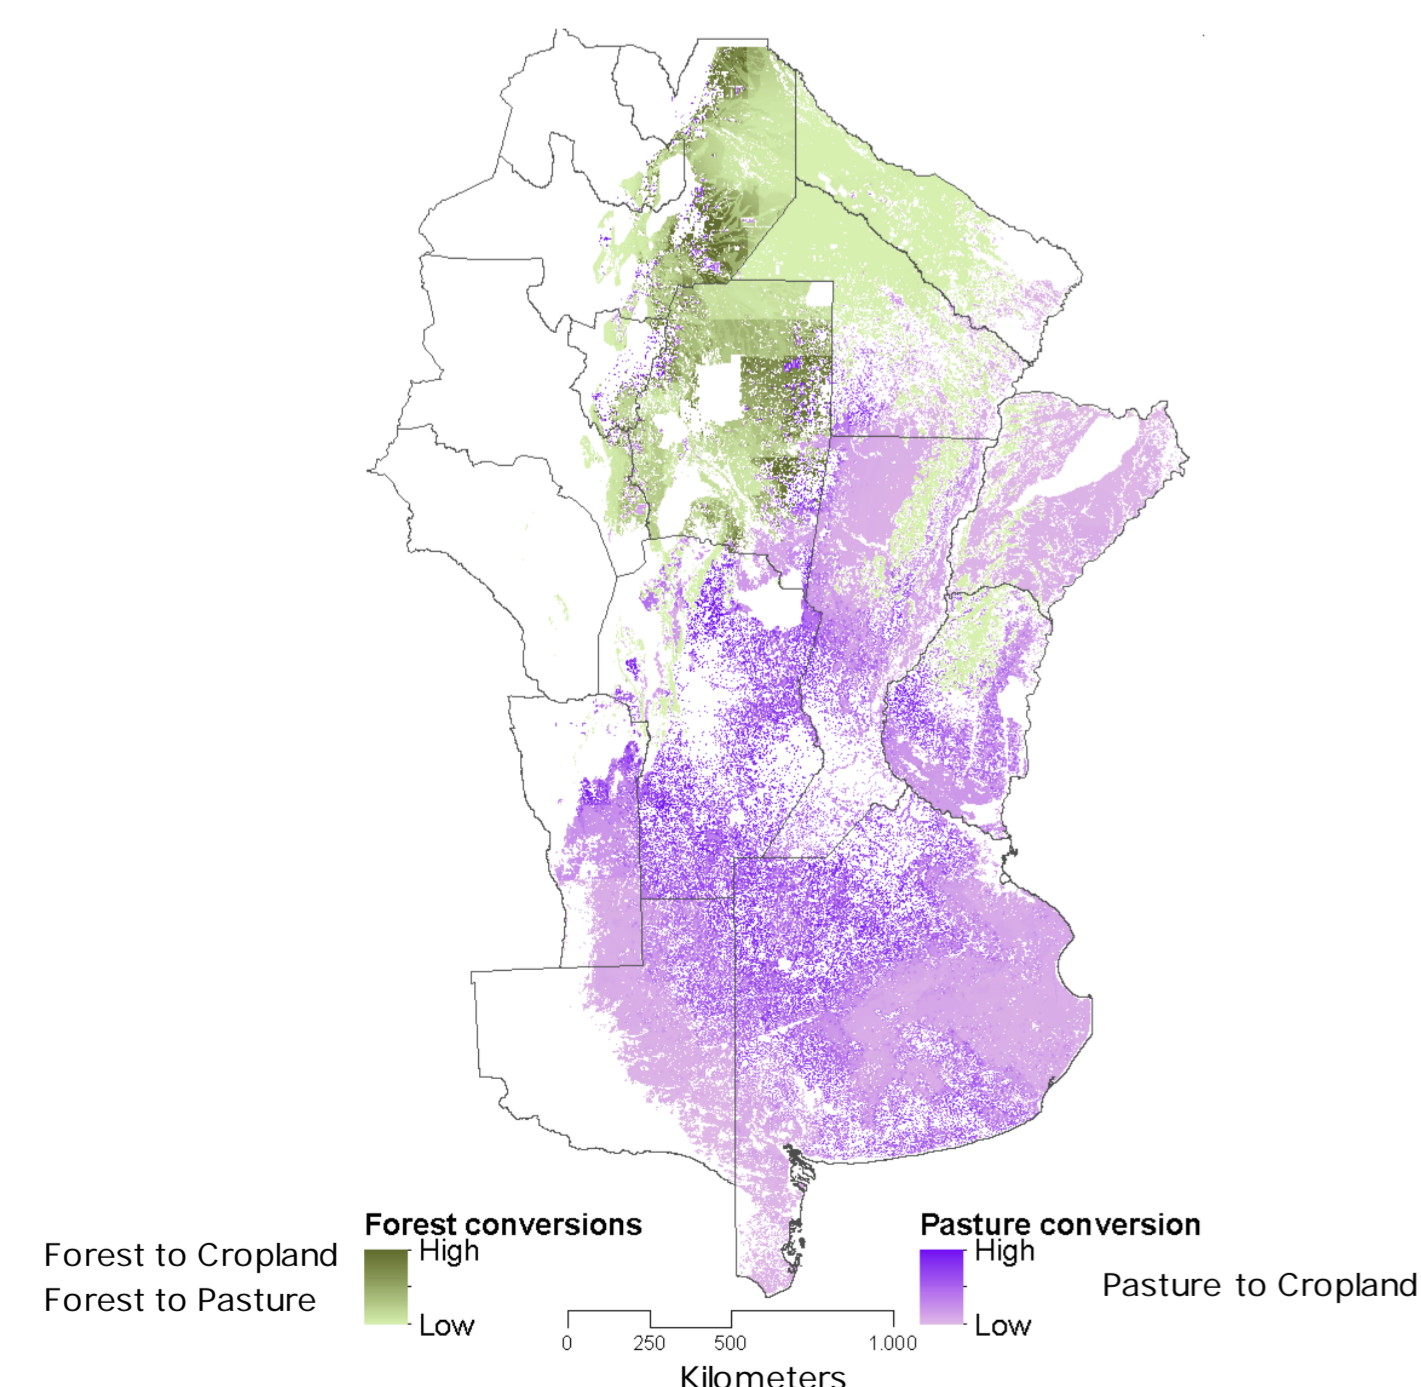 Forest conversions
High
Low
Forest to Cropland
Forest to Pasture
Pasture conversion
High
Low
Pasture to Cropland
0 250 500 1.000
Kilometers